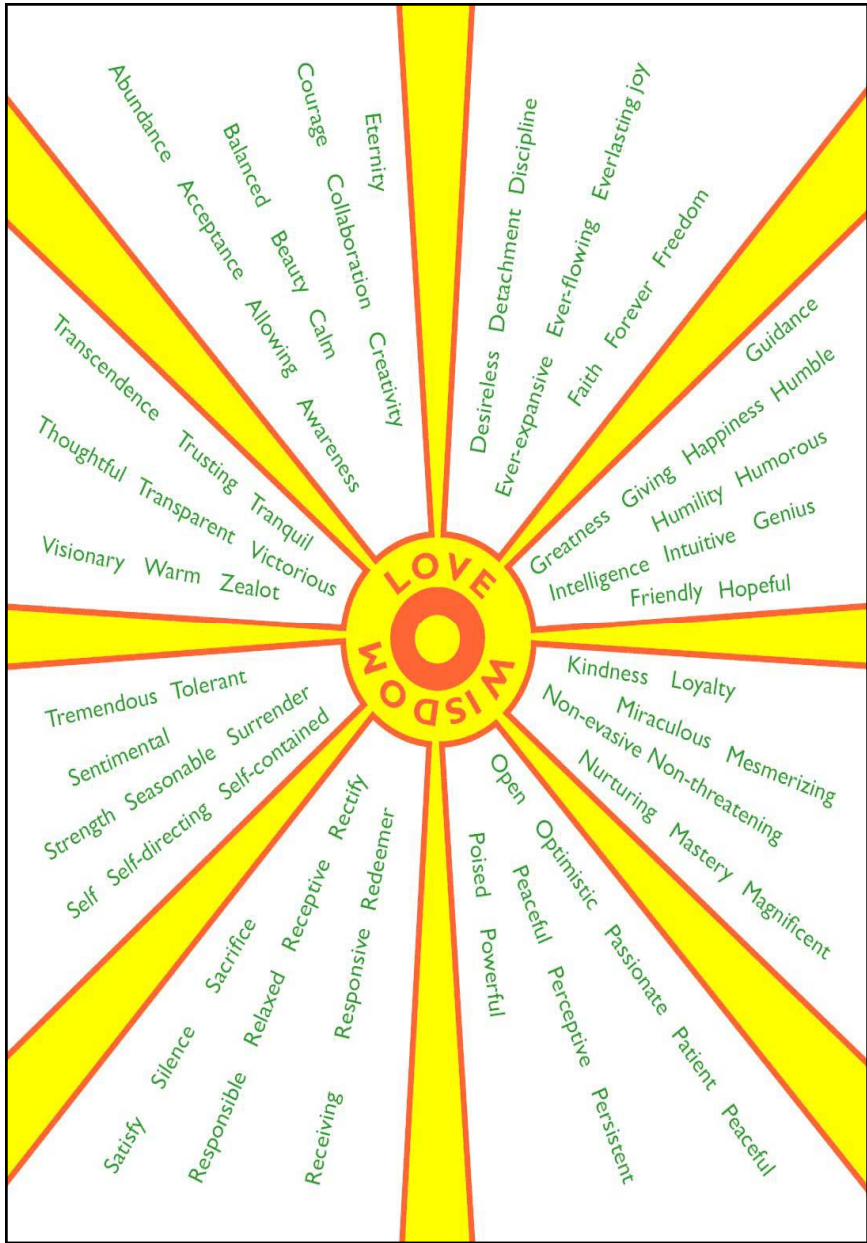 LOVE
WISDOM
Abundance Acceptance Allowing Awareness
Balanced Beauty Calm
Courage Collaboration Creativity
Eternity
Desireless Detachment Discipline
Ever-expansive Ever-flowing Everlasting joy
Faith Forever Freedom
Guidance
Greatness Giving Happiness Humble
Humility Humorous
Intelligence Intuitive Genius
Friendly Hopeful
Kindness Loyalty
Miraculous Mesmerizing
Non-evasive Non-threatening
Nurturing Mastery Magnificent
Open Optimistic Passionate Patient Peaceful
Peaceful Perceptive Persistent
Poised Powerful
Receiving Responsive Redeemer
Responsible Relaxed Receptive Rectify
Satisfy Silence Sacrifice
Self Self-directing Self-contained
Strength Seasonable Surrender
Sentimental
Tremendous Tolerant
Visionary Warm Zealot
Thoughtful Transparent Victorious
Transcendence Trusting Tranquil